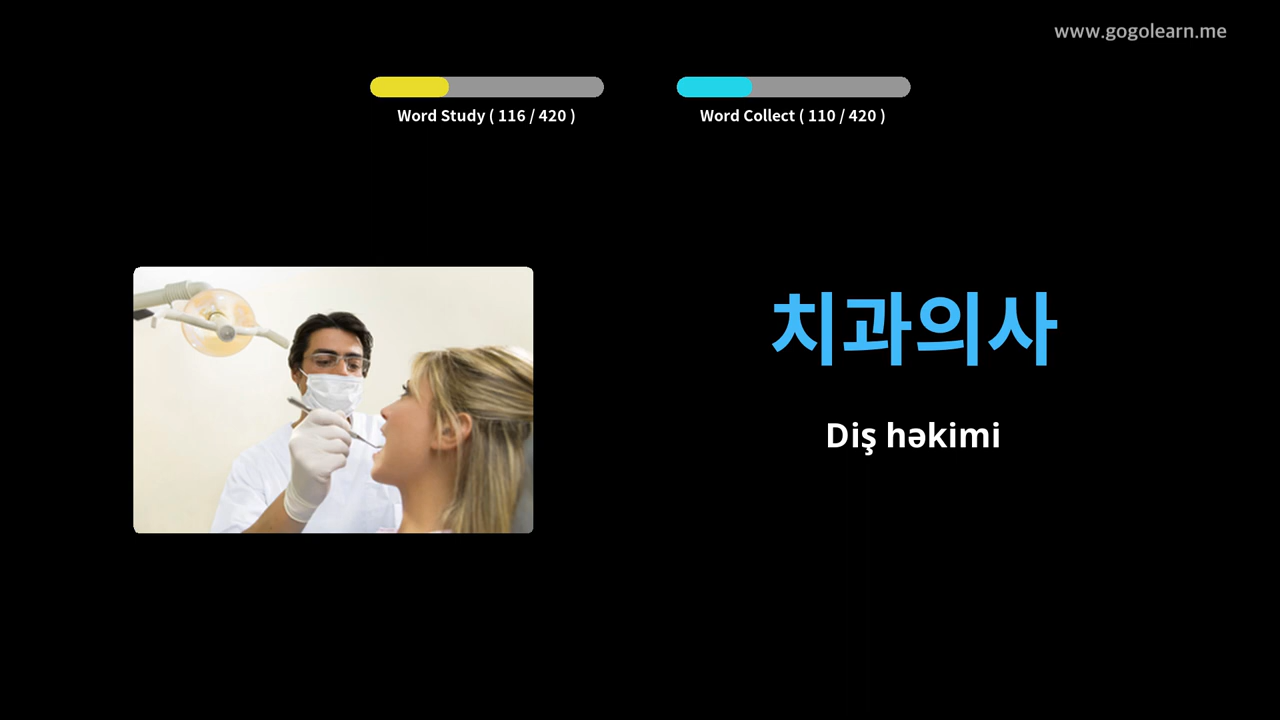 www.gogolearn.me
Word Study ( 116 / 420 )
Word Collect ( 110 / 420 )
치과의사
Diş həkimi